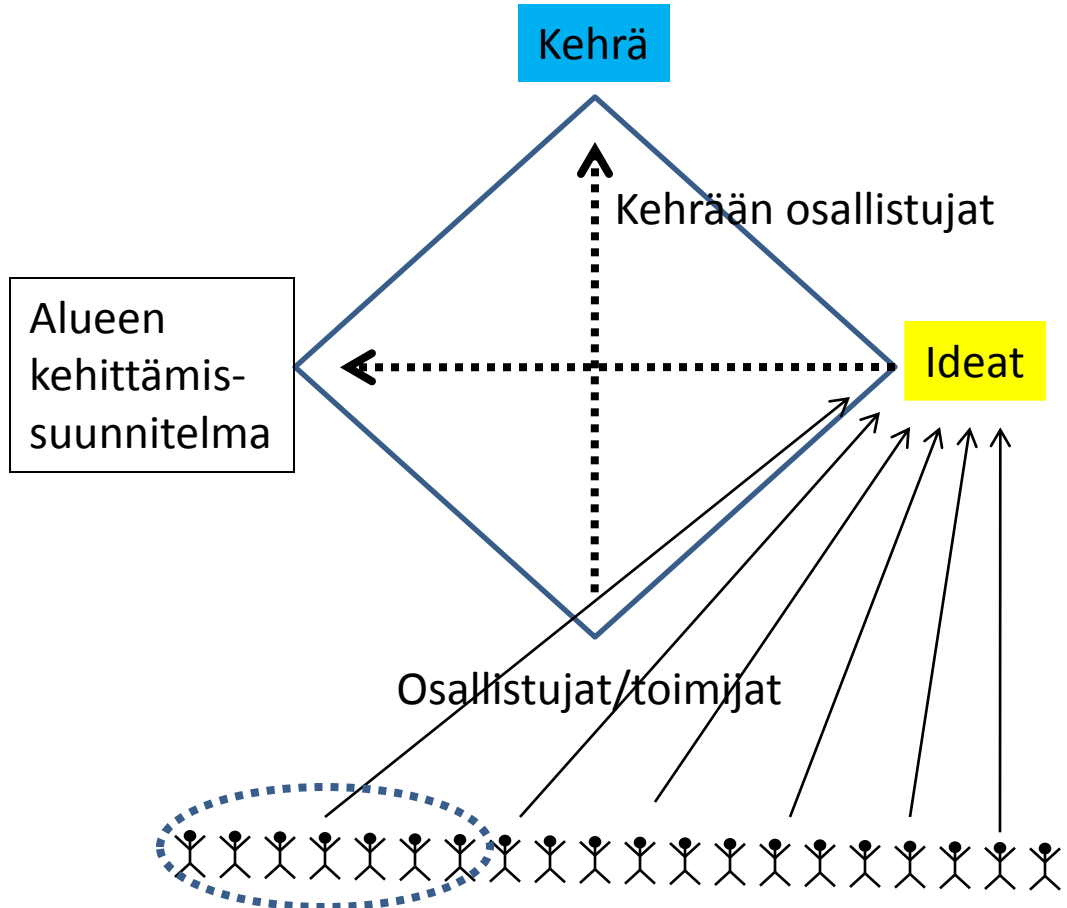 Kehrä
Kehrään osallistujat
Alueen
kehittämis-
suunnitelma
Ideat
Osallistujat/toimijat